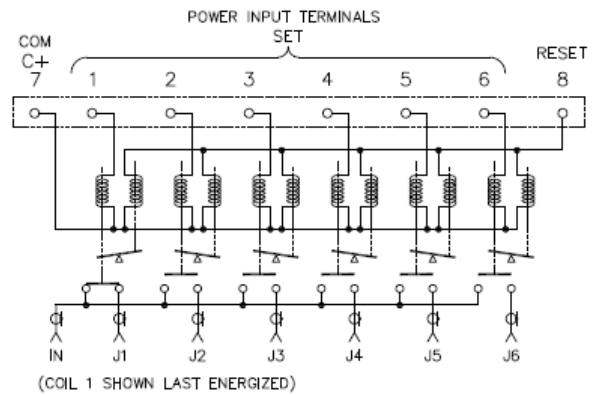 POWER INPUT TERMINALS
SET
COM
C+
RESET
7 1 2 3 4 5 6 8
IN J1 J2 J3 J4 J5 J6
(COIL 1 SHOWN LAST ENERGIZED)